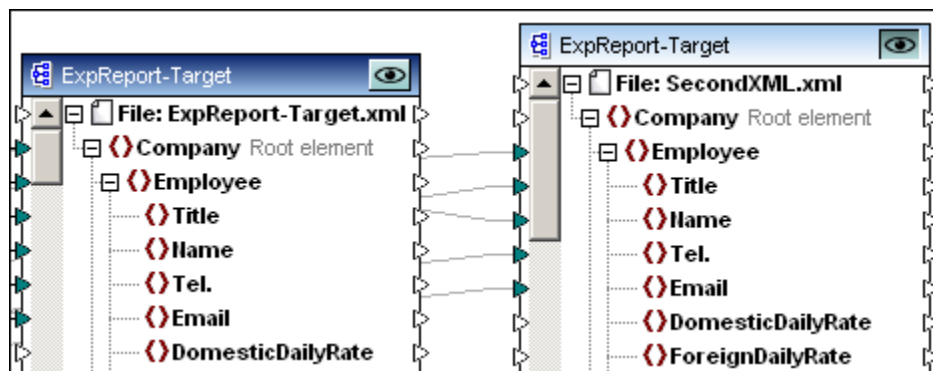 ExpReport-Target
File: ExpReport-Target.xml
Company Root element
Employee
Title
Name
Tel.
Email
DomesticDailyRate
ExpReport-Target
File: SecondXML.xml
Company Root element
Employee
Title
Name
Tel.
Email
DomesticDailyRate
ForeignDailyRate